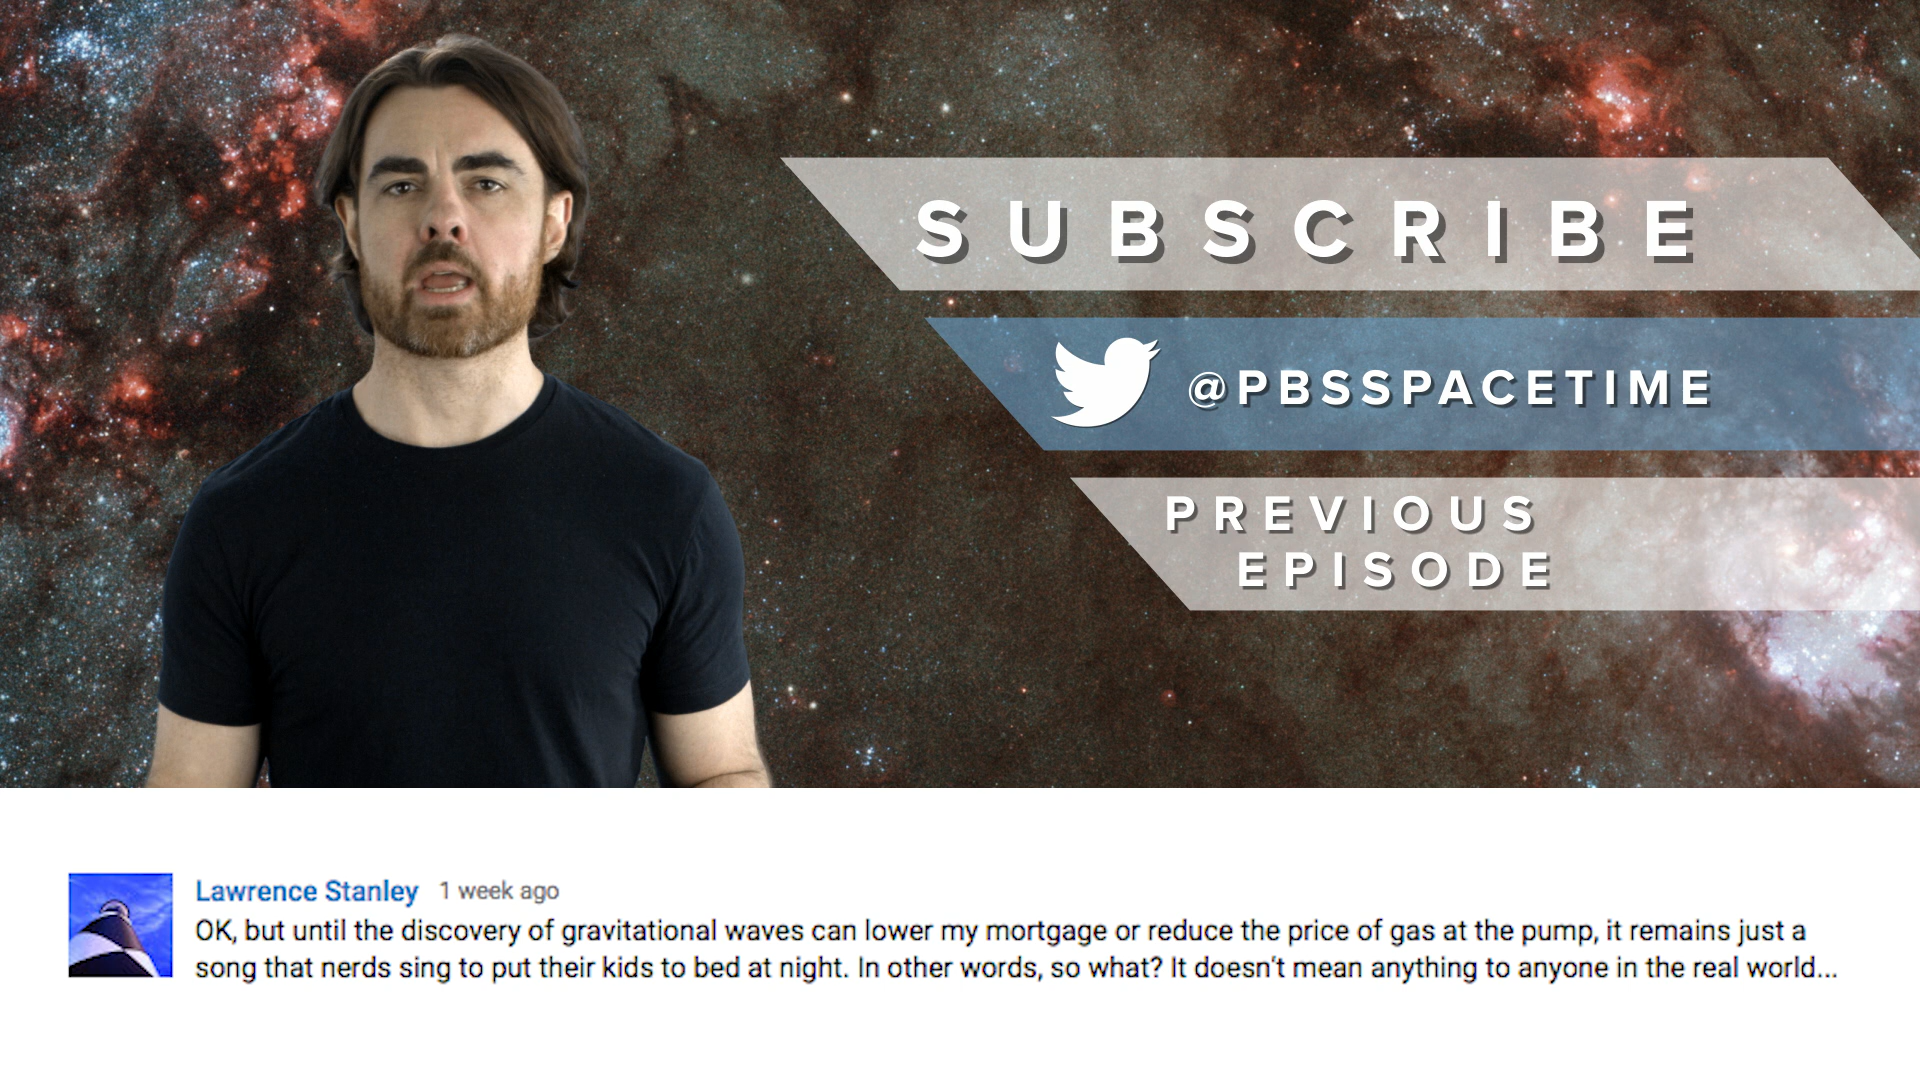 SUBSCRIBE
@PBSSPACETIME
PREVIOUS
EPISODE
Lawrence Stanley 1 week ago
OK, but until the discovery of gravitational waves can lower my mortgage or reduce the price of gas at the pump, it remains just a
song that nerds sing to put their kids to bed at night. In other words, so what? It doesn't mean anything to anyone in the real world...